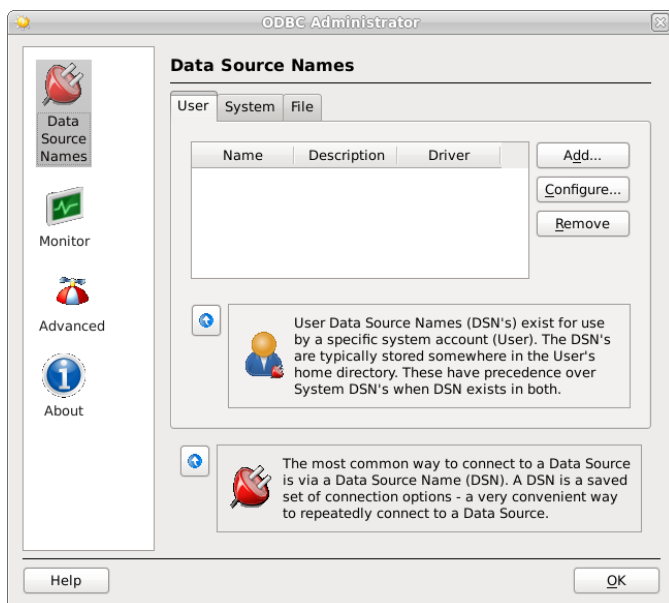 ODBC Administrator
Data
Source
Names
Monitor
Advanced
About
Data Source Names
User System File
Name Description Driver
Add...
Configure...
Remove
User Data Source Names (DSN's) exist for use
by a specific system account (User). The DSN's
are typically stored somewhere in the User's
home directory. These have precedence over
System DSN's when DSN exists in both.
The most common way to connect to a Data Source
is via a Data Source Name (DSN). A DSN is a saved
set of connection options - a very convenient way
to repeatedly connect to a Data Source.
Help
OK